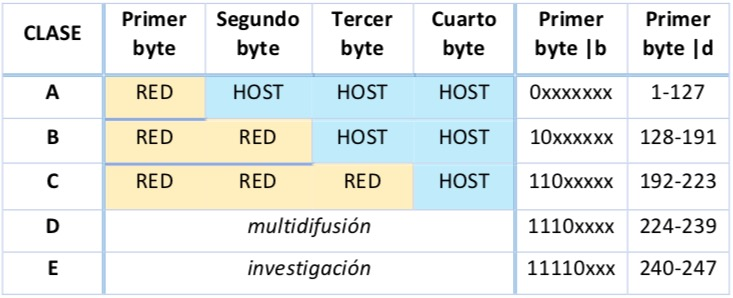 CLASE Primer byte Segundo byte Tercer byte Cuarto byte Primer byte |b Primer byte |d
A RED HOST HOST HOST 0xxxxxxx 1-127
B RED RED HOST HOST 10xxxxxx 128-191
C RED RED RED HOST 110xxxxx 192-223
D multidifusión 1110xxxx 224-239
E investigación 11110xxx 240-247